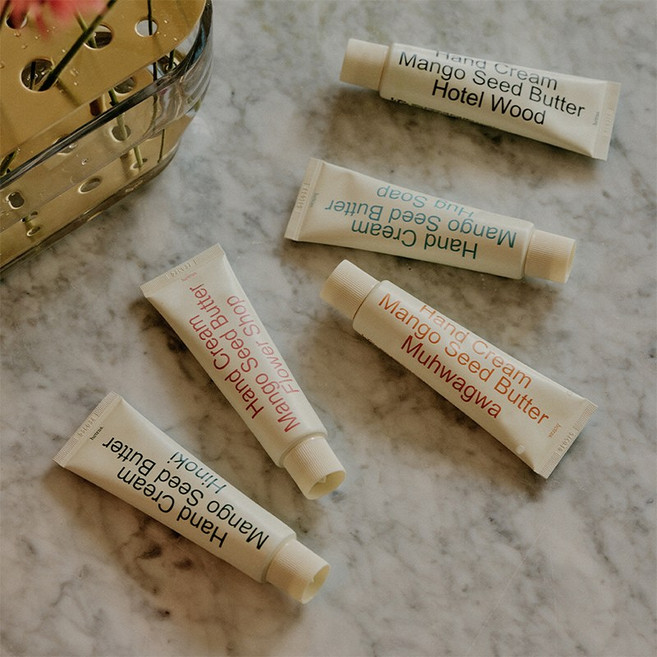 Hand Cream
Mango Seed Butter
Hotel Wood
Hand Cream
Mango Seed Butter
Hug Soap
Hand Cream
Mango Seed Butter
Muhwagwa
Hand Cream
Mango Seed Butter
Flower Shop
Hand Cream
Mango Seed Butter
Hinoki